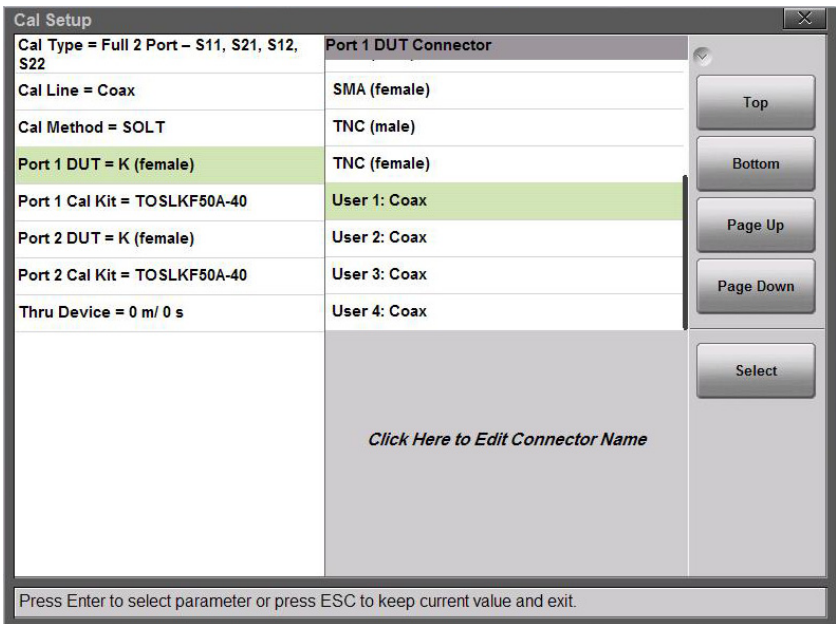 Cal Setup
Cal Type = Full 2 Port – S11, S21, S12,
S22
Cal Line = Coax
Cal Method = SOLT
Port 1 DUT = K (female)
Port 1 Cal Kit = TOSLKF50A-40
Port 2 DUT = K (female)
Port 2 Cal Kit = TOSLKF50A-40
Thru Device = 0 m/ 0 s
Port 1 DUT Connector
SMA (female)
TNC (male)
TNC (female)
User 1: Coax
User 2: Coax
User 3: Coax
User 4: Coax
Click Here to Edit Connector Name
Top
Bottom
Page Up
Page Down
Select
Press Enter to select parameter or press ESC to keep current value and exit.